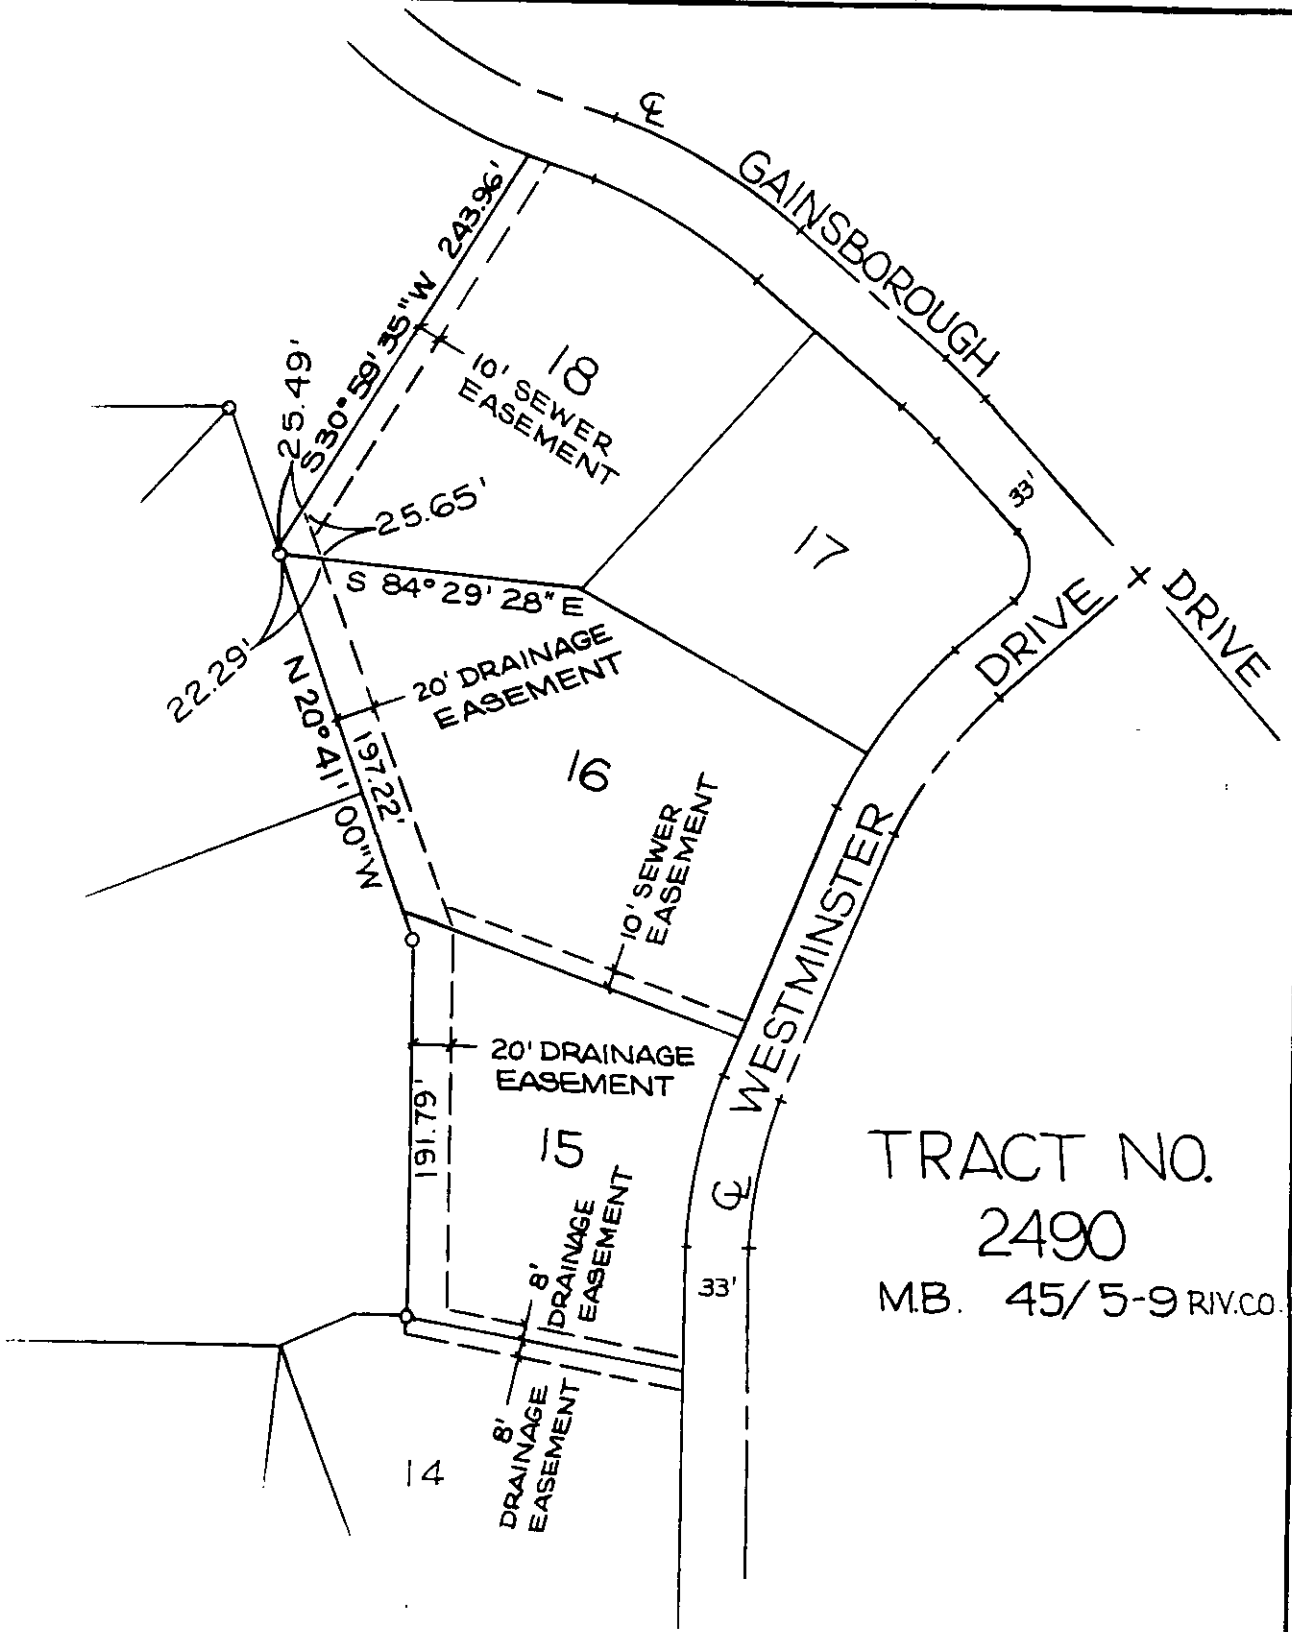 ℄
GAINSBOROUGH
DRIVE
S30°59'35"W 243.96'
18
10' SEWER
EASEMENT
25.49'
25.65'
33'
17
S 84°29'28"E
DRIVE
22.29'
20' DRAINAGE
EASEMENT
N 20°41'00"W
197.22'
16
10' SEWER
EASEMENT
WESTMINSTER
20' DRAINAGE
EASEMENT
191.79'
15
TRACT NO.
2490
M.B. 45/5-9 RIV.CO.
℄
8'
DRAINAGE
EASEMENT
33'
8'
DRAINAGE
EASEMENT
14